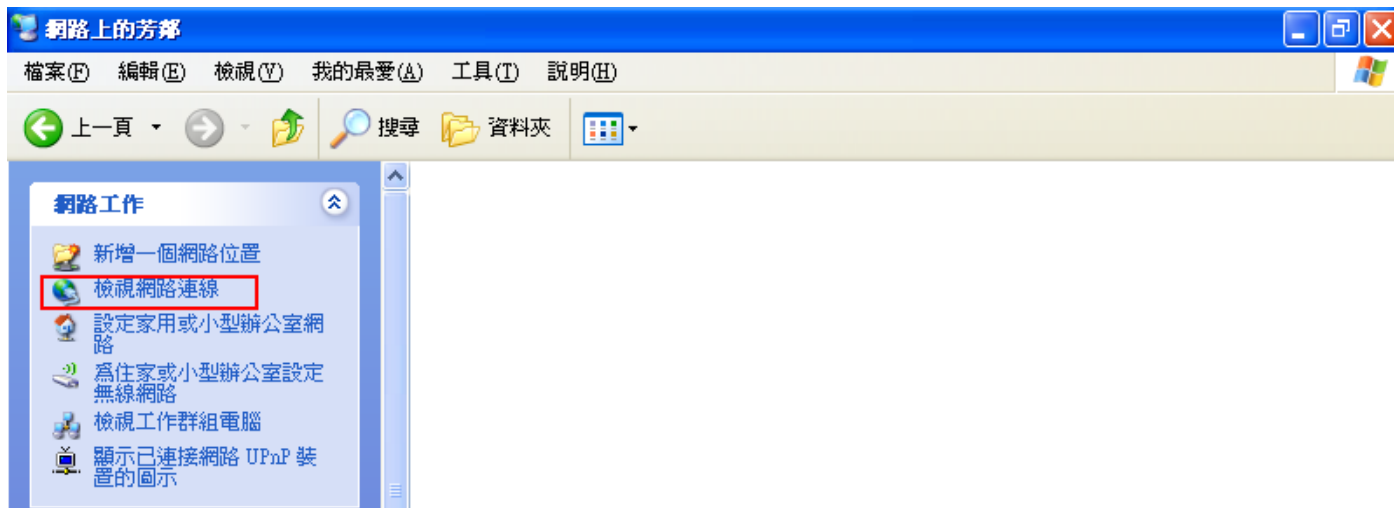 網路上的芳鄰
檔案(F) 編輯(E) 檢視(V) 我的最愛(A) 工具(T) 說明(H)
上一頁 搜尋 資料夾
網路工作
新增一個網路位置
檢視網路連線
設定家用或小型辦公室網
路
為住家或小型辦公室設定
無線網路
檢視工作群組電腦
顯示已連接網路 UPnP 裝
置的圖示